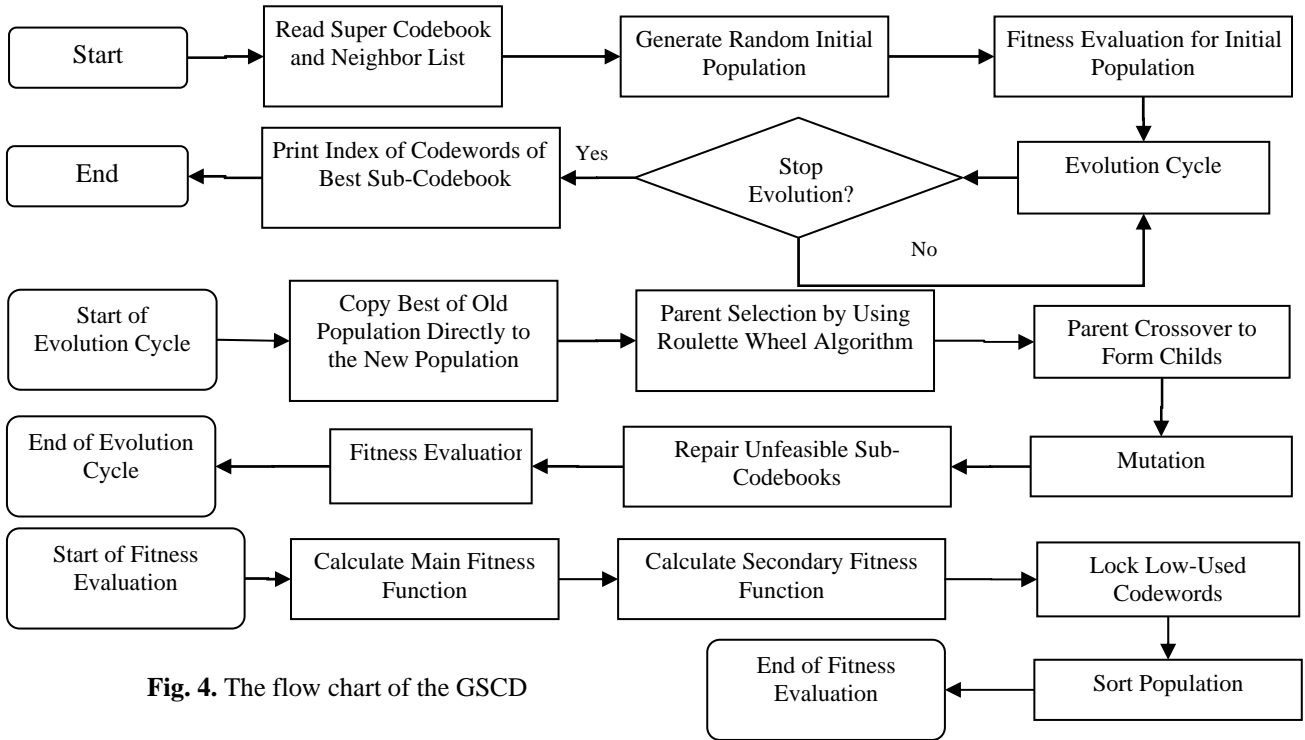 Start
Read Super Codebook
and Neighbor List
Generate Random Initial
Population
Fitness Evaluation for Initial
Population
Evolution Cycle
Stop
Evolution?
Yes
No
Print Index of Codewords of
Best Sub-Codebook
End
Start of
Evolution Cycle
Copy Best of Old
Population Directly to
the New Population
Parent Selection by Using
Roulette Wheel Algorithm
Parent Crossover to
Form Childs
Mutation
Repair Unfeasible Sub-
Codebooks
Fitness Evaluation
End of Evolution
Cycle
Start of Fitness
Evaluation
Calculate Main Fitness
Function
Calculate Secondary Fitness
Function
Lock Low-Used
Codewords
Sort Population
End of Fitness
Evaluation
Fig. 4. The flow chart of the GSCD